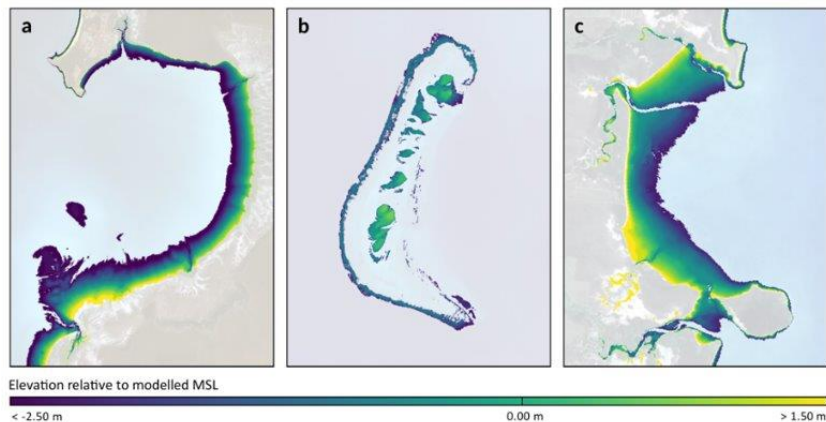 a
b
c
Elevation relative to modelled MSL
< -2.50 m
0.00 m
> 1.50 m